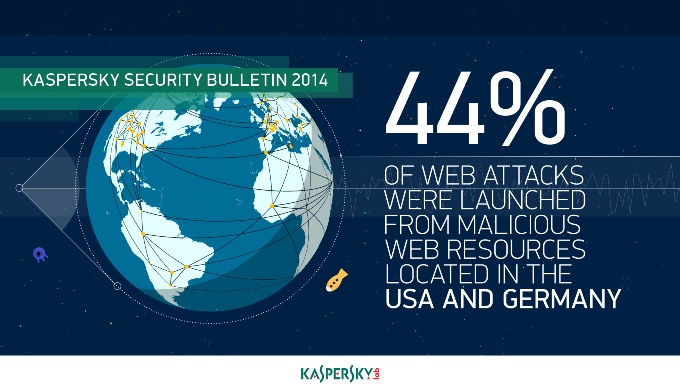 KASPERSKY SECURITY BULLETIN 2014
44%
OF WEB ATTACKS
WERE LAUNCHED
FROM MALICIOUS
WEB RESOURCES
LOCATED IN THE
USA AND GERMANY
KASPERSKY lab